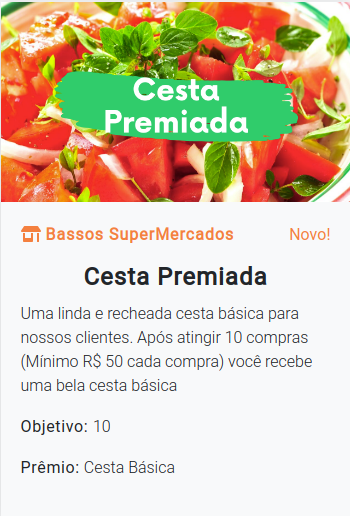 Cesta
Premiada
Bassos SuperMercados
Novo!
Cesta Premiada
Uma linda e recheada cesta básica para
nossos clientes. Após atingir 10 compras
(Mínimo R$ 50 cada compra) você recebe
uma bela cesta básica
Objetivo: 10
Prêmio: Cesta Básica